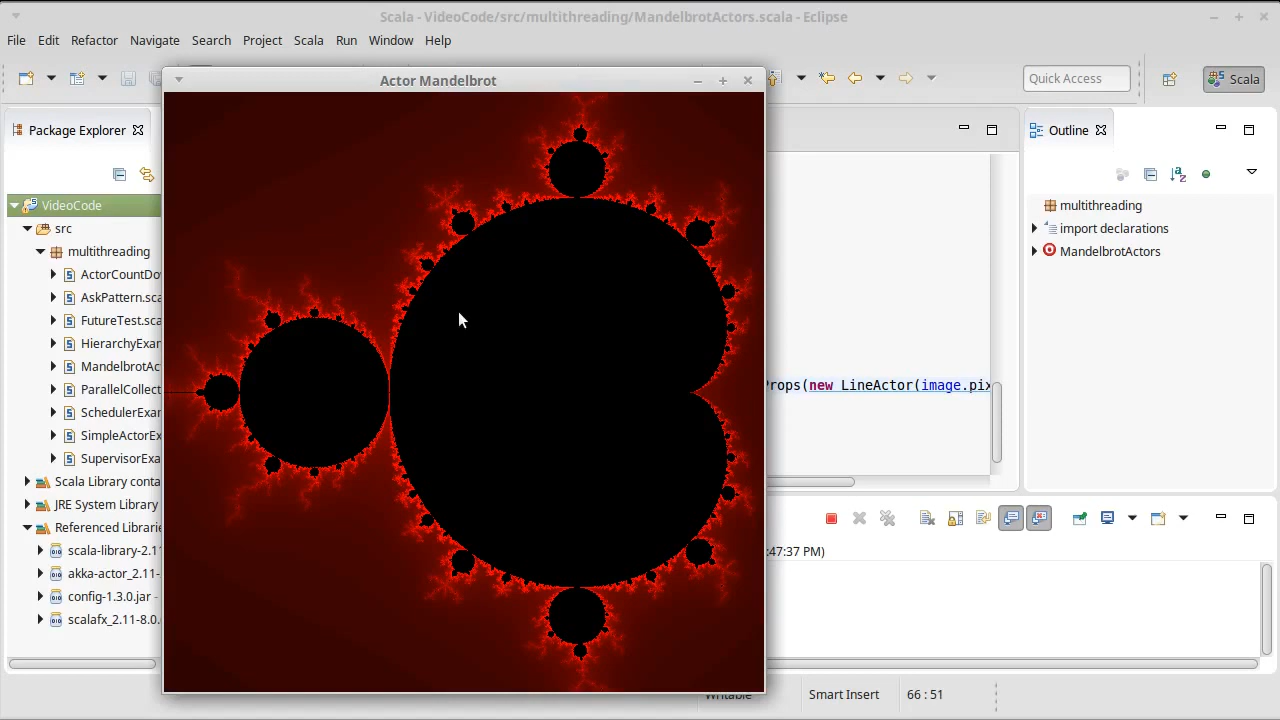 Scala - VideoCode/src/multithreading/MandelbrotActors.scala - Eclipse
File Edit Refactor Navigate Search Project Scala Run Window Help
Quick Access
Scala
Actor Mandelbrot
Package Explorer
Outline
VideoCode
src
multithreading
ActorCountDo
AskPattern.sca
FutureTest.sca
HierarchyExa
MandelbrotAc
ParallelCollect
SchedulerExa
SimpleActorEx
SupervisorExa
Scala Library conta
JRE System Library
Referenced Librarie
scala-library-2.1
akka-actor_2.11-
config-1.3.0.jar -
scalafx_2.11-8.0.
multithreading
import declarations
MandelbrotActors
Props(new LineActor(image.pix
:47:37 PM)
Writable
Smart Insert
66 : 51